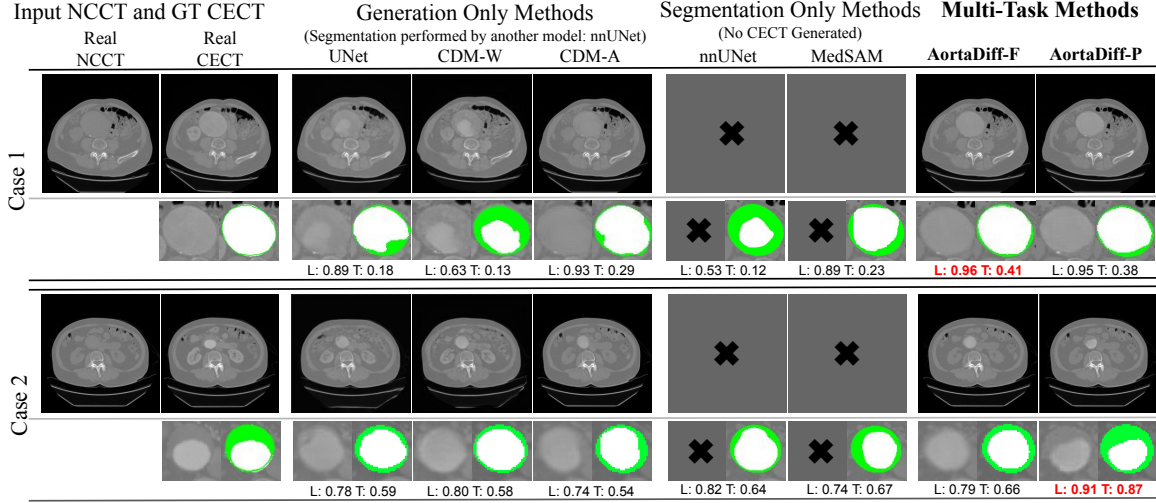 Input NCCT and GT CECT
Generation Only Methods
Segmentation Only Methods
Multi-Task Methods
(Segmentation performed by another model: nnUNet)
(No CECT Generated)
Real NCCT
Real CECT
UNet
CDM-W
CDM-A
nnUNet
MedSAM
AortaDiff-F
AortaDiff-P
Case 1
L: 0.89 T: 0.18
L: 0.63 T: 0.13
L: 0.93 T: 0.29
L: 0.53 T: 0.12
L: 0.89 T: 0.23
L: 0.96 T: 0.41
L: 0.95 T: 0.38
Case 2
L: 0.78 T: 0.59
L: 0.80 T: 0.58
L: 0.74 T: 0.54
L: 0.82 T: 0.64
L: 0.74 T: 0.67
L: 0.79 T: 0.66
L: 0.91 T: 0.87